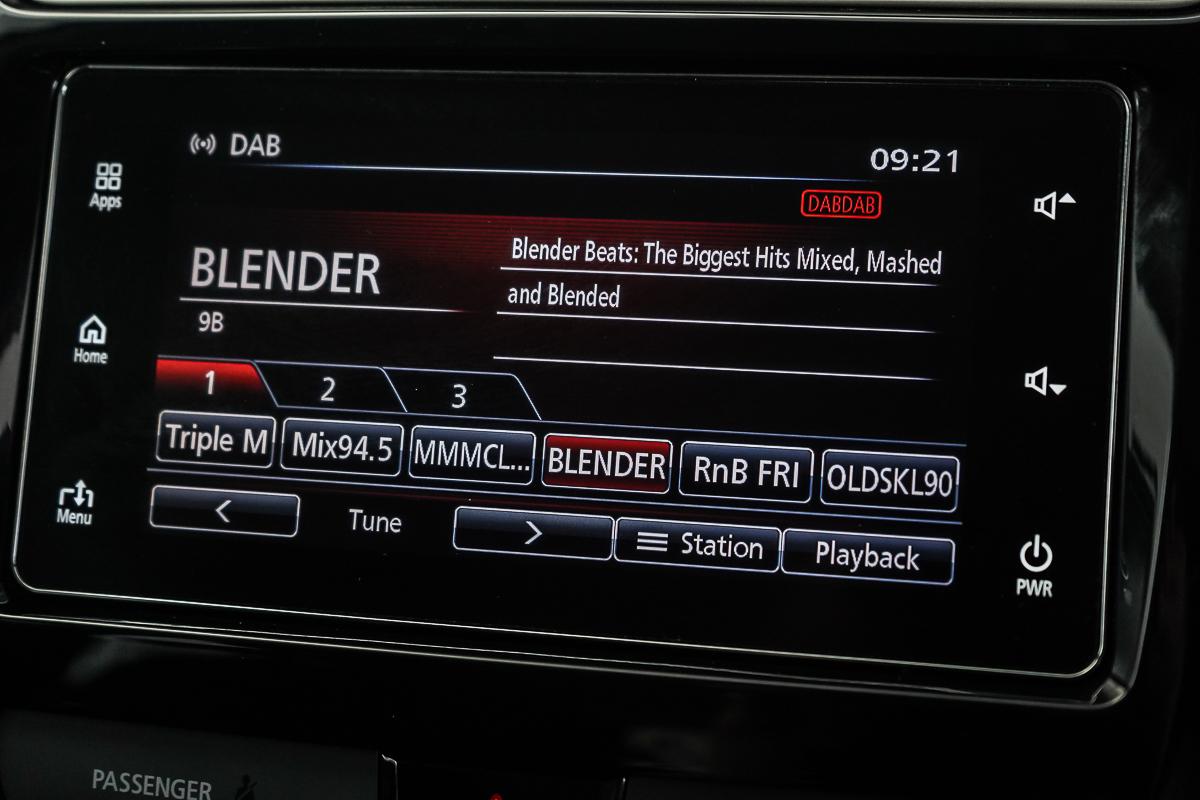 DAB
09:21
DABDAB
Apps
BLENDER
9B
Blender Beats: The Biggest Hits Mixed, Mashed
and Blended
Home
1 2 3
Triple M Mix94.5 MMMCL... BLENDER RnB FRI OLDSKL90
Menu
< Tune > Station Playback
PWR
PASSENGER